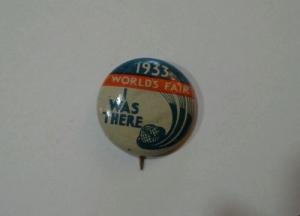 1933
WORLD'S FAIR
I
WAS
THERE